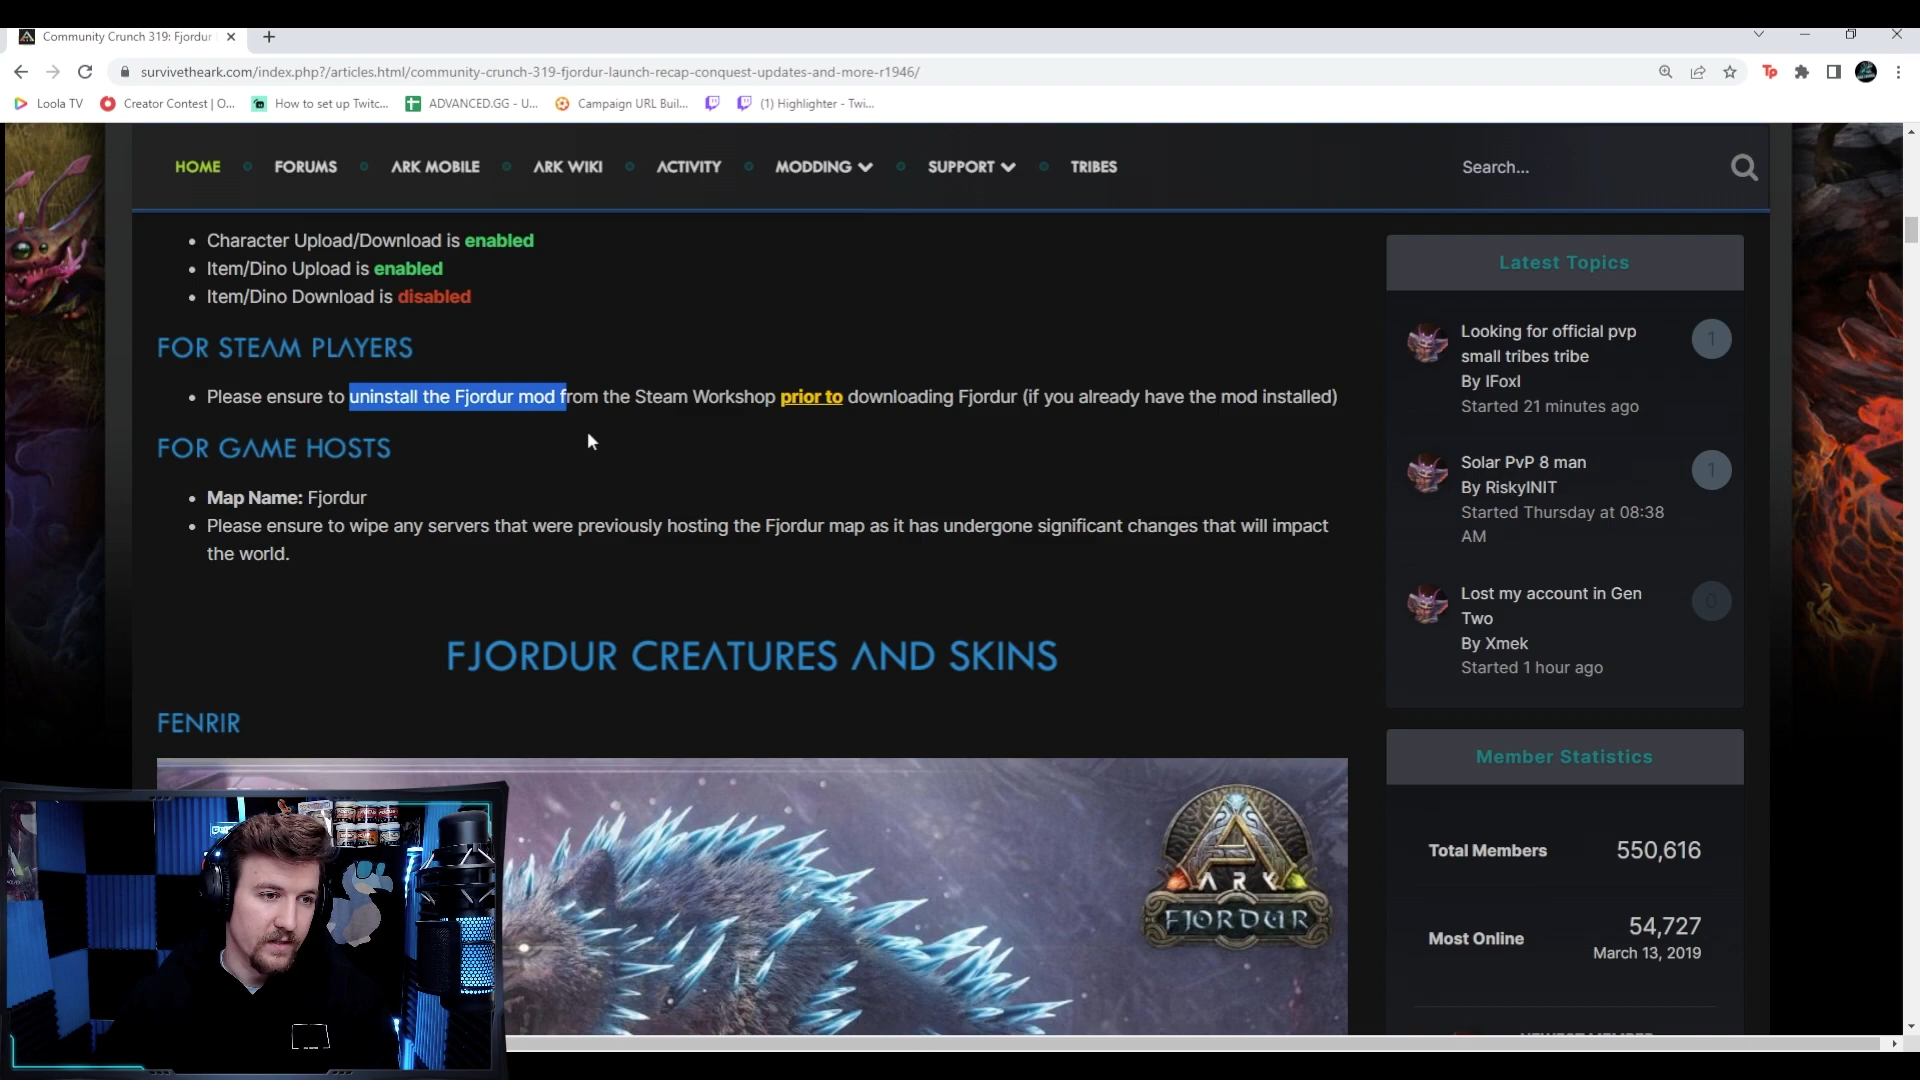 Community Crunch 319: Fjordur
survivetheark.com/index.php?/articles.html/community-crunch-319-fjordur-launch-recap-conquest-updates-and-more-r1946/
Tp
Loola TV
Creator Contest | O...
How to set up Twitc...
ADVANCED.GG - U...
Campaign URL Buil...
(1) Highlighter - Twi...
HOME
FORUMS
ARK MOBILE
ARK WIKI
ACTIVITY
MODDING
SUPPORT
TRIBES
Search...
• Character Upload/Download is enabled
• Item/Dino Upload is enabled
• Item/Dino Download is disabled
FOR STEAM PLAYERS
• Please ensure to uninstall the Fjordur mod from the Steam Workshop prior to downloading Fjordur (if you already have the mod installed)
FOR GAME HOSTS
• Map Name: Fjordur
• Please ensure to wipe any servers that were previously hosting the Fjordur map as it has undergone significant changes that will impact
the world.
FJORDUR CREATURES AND SKINS
FENRIR
ARK
FJORDUR
Latest Topics
Looking for official pvp
small tribes tribe
By IFoxl
Started 21 minutes ago
1
Solar PvP 8 man
By RiskyINIT
Started Thursday at 08:38
AM
1
Lost my account in Gen
Two
By Xmek
Started 1 hour ago
0
Member Statistics
Total Members
550,616
Most Online
54,727
March 13, 2019